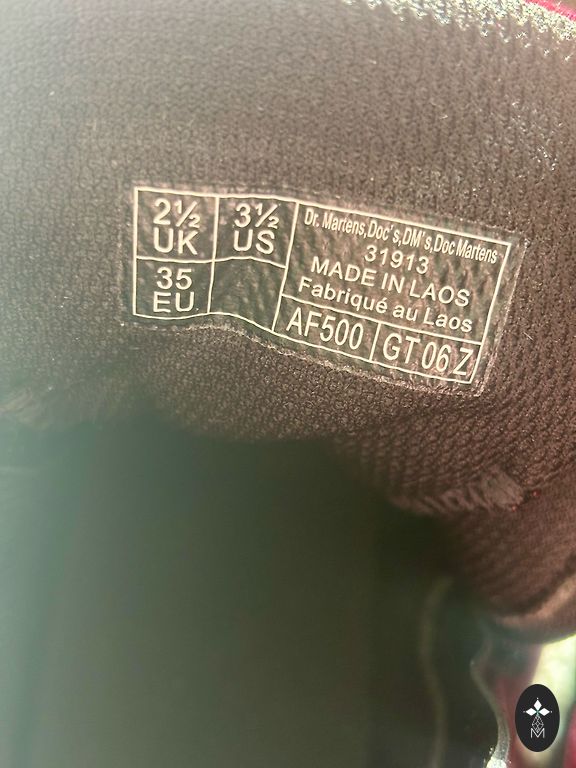 2½ UK
3½ US
35 EU
Dr. Martens,Doc's,DM's,Doc Martens
31913
MADE IN LAOS
Fabriqué au Laos
AF500
GT 06 Z
M